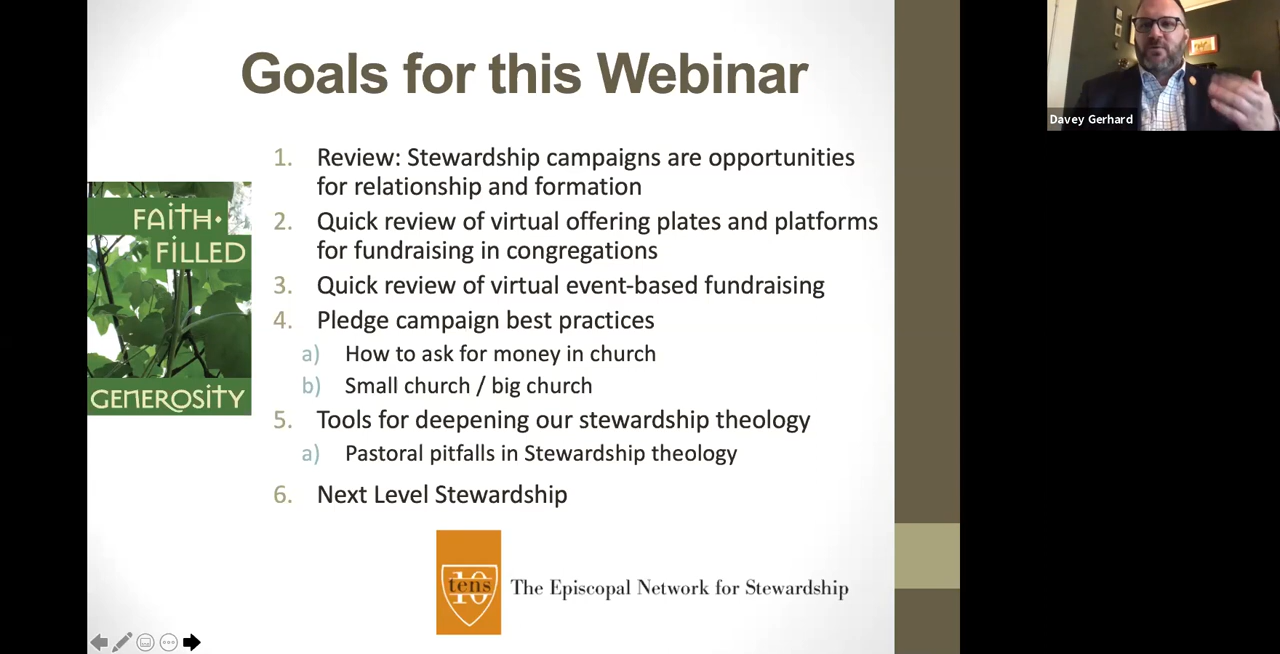 Goals for this Webinar
1. Review: Stewardship campaigns are opportunities
for relationship and formation
2. Quick review of virtual offering plates and platforms
for fundraising in congregations
3. Quick review of virtual event-based fundraising
4. Pledge campaign best practices
a) How to ask for money in church
b) Small church / big church
5. Tools for deepening our stewardship theology
a) Pastoral pitfalls in Stewardship theology
6. Next Level Stewardship
FAITH·
FILLED
GENEROSITY
10
tens
The Episcopal Network for Stewardship
Davey Gerhard